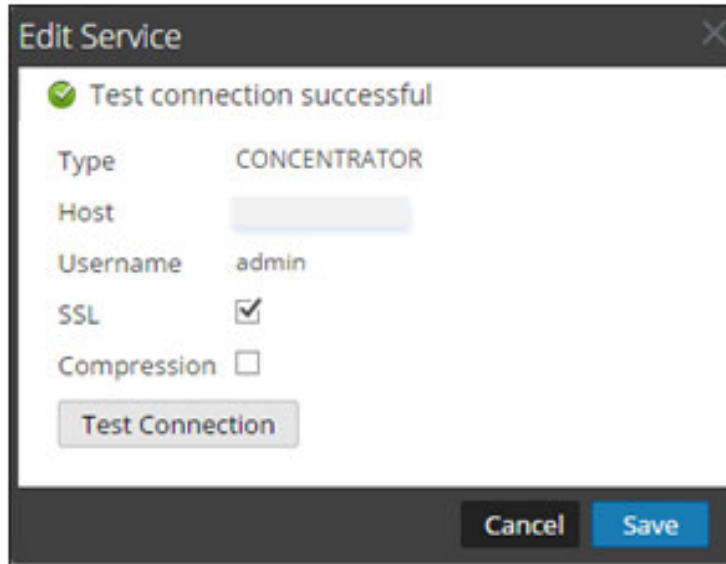 Edit Service
Test connection successful
Type CONCENTRATOR
Host
Username admin
SSL
Compression
Test Connection
Cancel Save